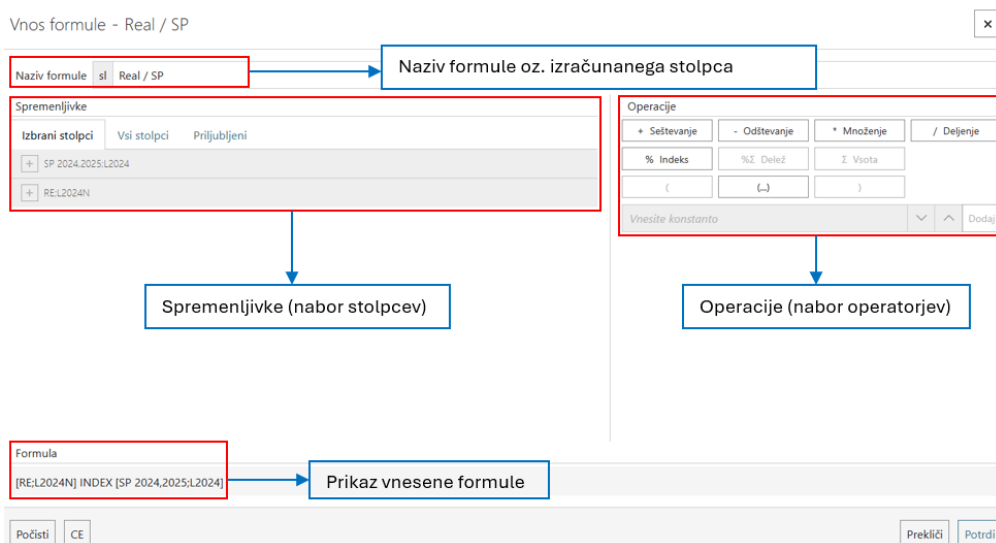 Vnos formule - Real / SP
×
Naziv formule sl Real / SP
Naziv formule oz. izračunanega stolpca
Spremenljivke
Operacije
Izbrani stolpci Vsi stolpci Priljubljeni
+ Seštevanje - Odštevanje * Množenje / Deljenje
+ SP 2024.2025:L2024
% Indeks %Σ Delež Σ Vsota
+ RE:L2024N
( (...) )
Vnesite konstanto Dodaj
Spremenljivke (nabor stolpcev)
Operacije (nabor operatorjev)
Formula
[RE;L2024N] INDEX [SP 2024,2025;L2024]
Prikaz vnesene formule
Počisti CE Prekliči Potrdi